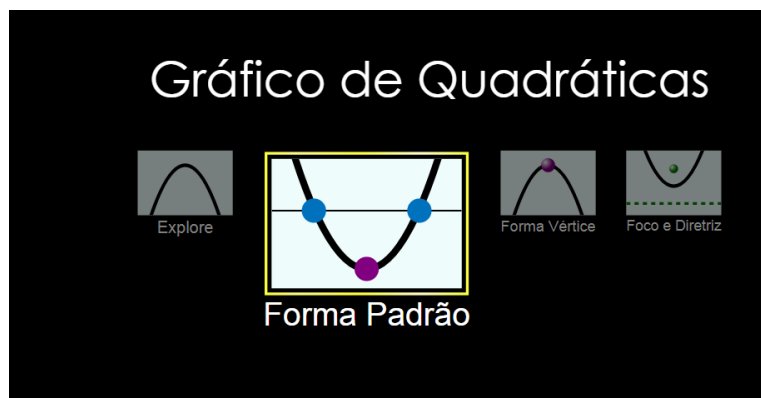 Gráfico de Quadráticas
Explore
Forma Padrão
Forma Vértice
Foco e Diretriz